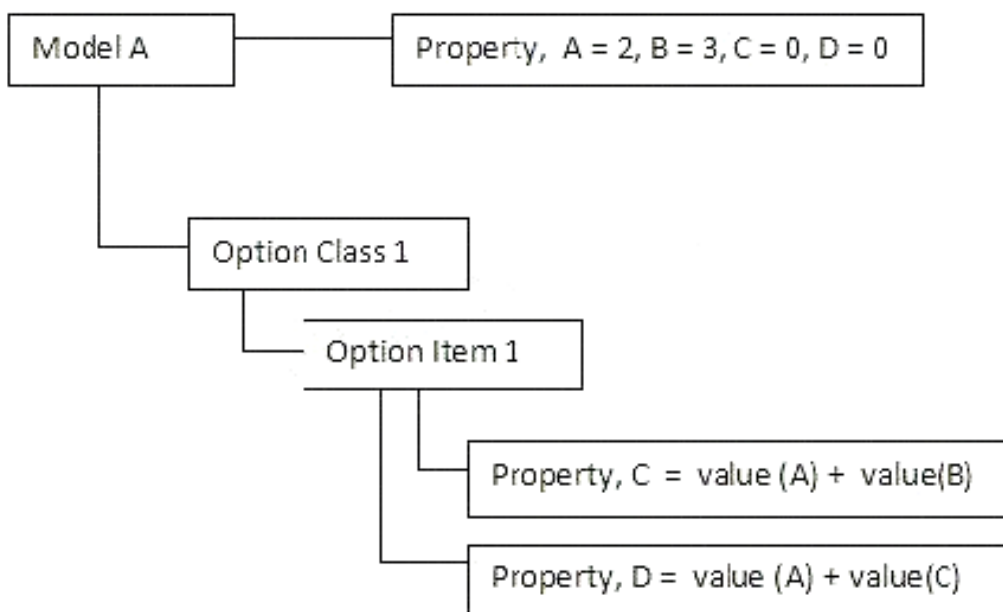 Model A
Property, A = 2, B = 3, C = 0, D = 0
Option Class 1
Option Item 1
Property, C = value (A) + value(B)
Property, D = value (A) + value(C)